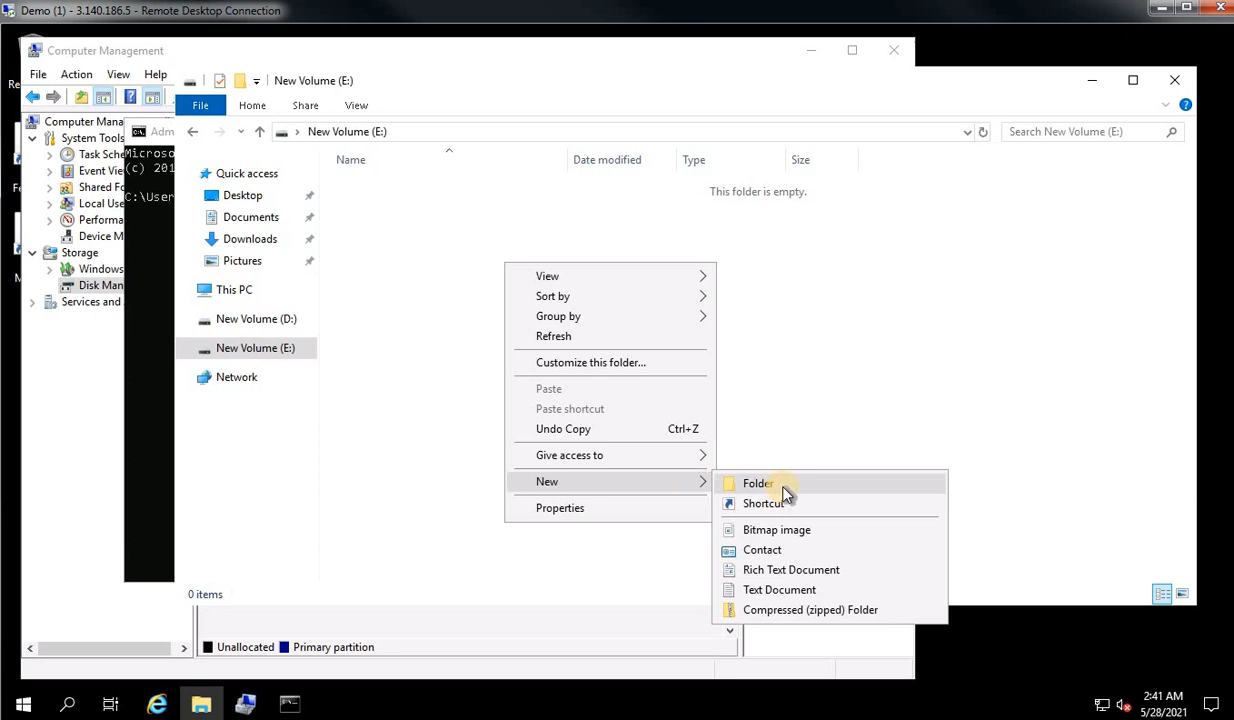 Demo (1) - 3.140.186.5 - Remote Desktop Connection
Computer Management
File Action View Help
New Volume (E:)
File Home Share View
New Volume (E:)
Search New Volume (E:)
Computer Mana
System Tools
Task Sche
Event Vie
Shared Fo
Local Use
Performa
Device M
Storage
Windows
Disk Man
Services and
Adm
Microso
(c) 201
C:\User
Quick access
Desktop
Documents
Downloads
Pictures
This PC
New Volume (D:)
New Volume (E:)
Network
Name Date modified Type Size
This folder is empty.
View
Sort by
Group by
Refresh
Customize this folder...
Paste
Paste shortcut
Undo Copy Ctrl+Z
Give access to
New
Properties
Folder
Shortcut
Bitmap image
Contact
Rich Text Document
Text Document
Compressed (zipped) Folder
0 items
Unallocated Primary partition
2:41 AM
5/28/2021